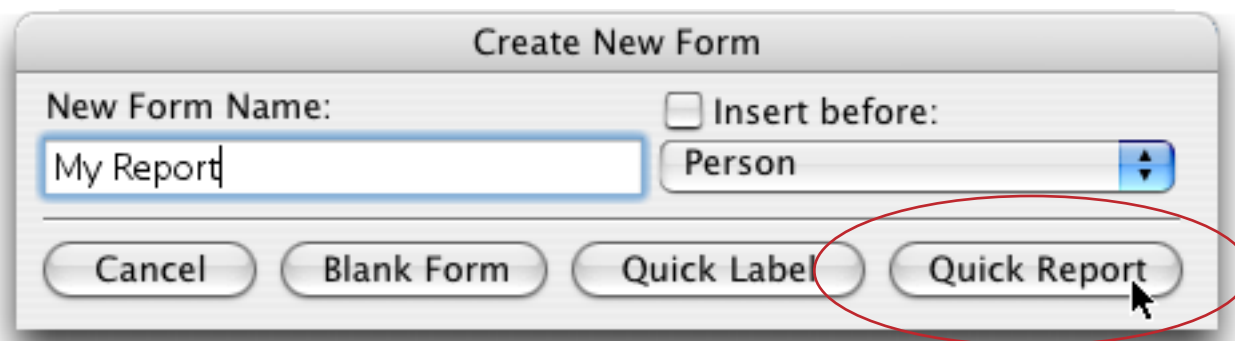 Create New Form
New Form Name:
Insert before:
My Report
Person
Cancel
Blank Form
Quick Label
Quick Report